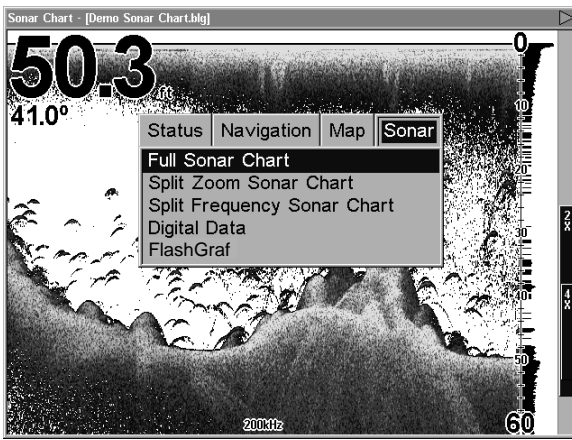 Sonar Chart - [Demo Sonar Chart.blg]
50.3 ft
41.0°
Status Navigation Map Sonar
Full Sonar Chart
Split Zoom Sonar Chart
Split Frequency Sonar Chart
Digital Data
FlashGraf
0
10
20
30
40
50
60
2X
4X
200kHz